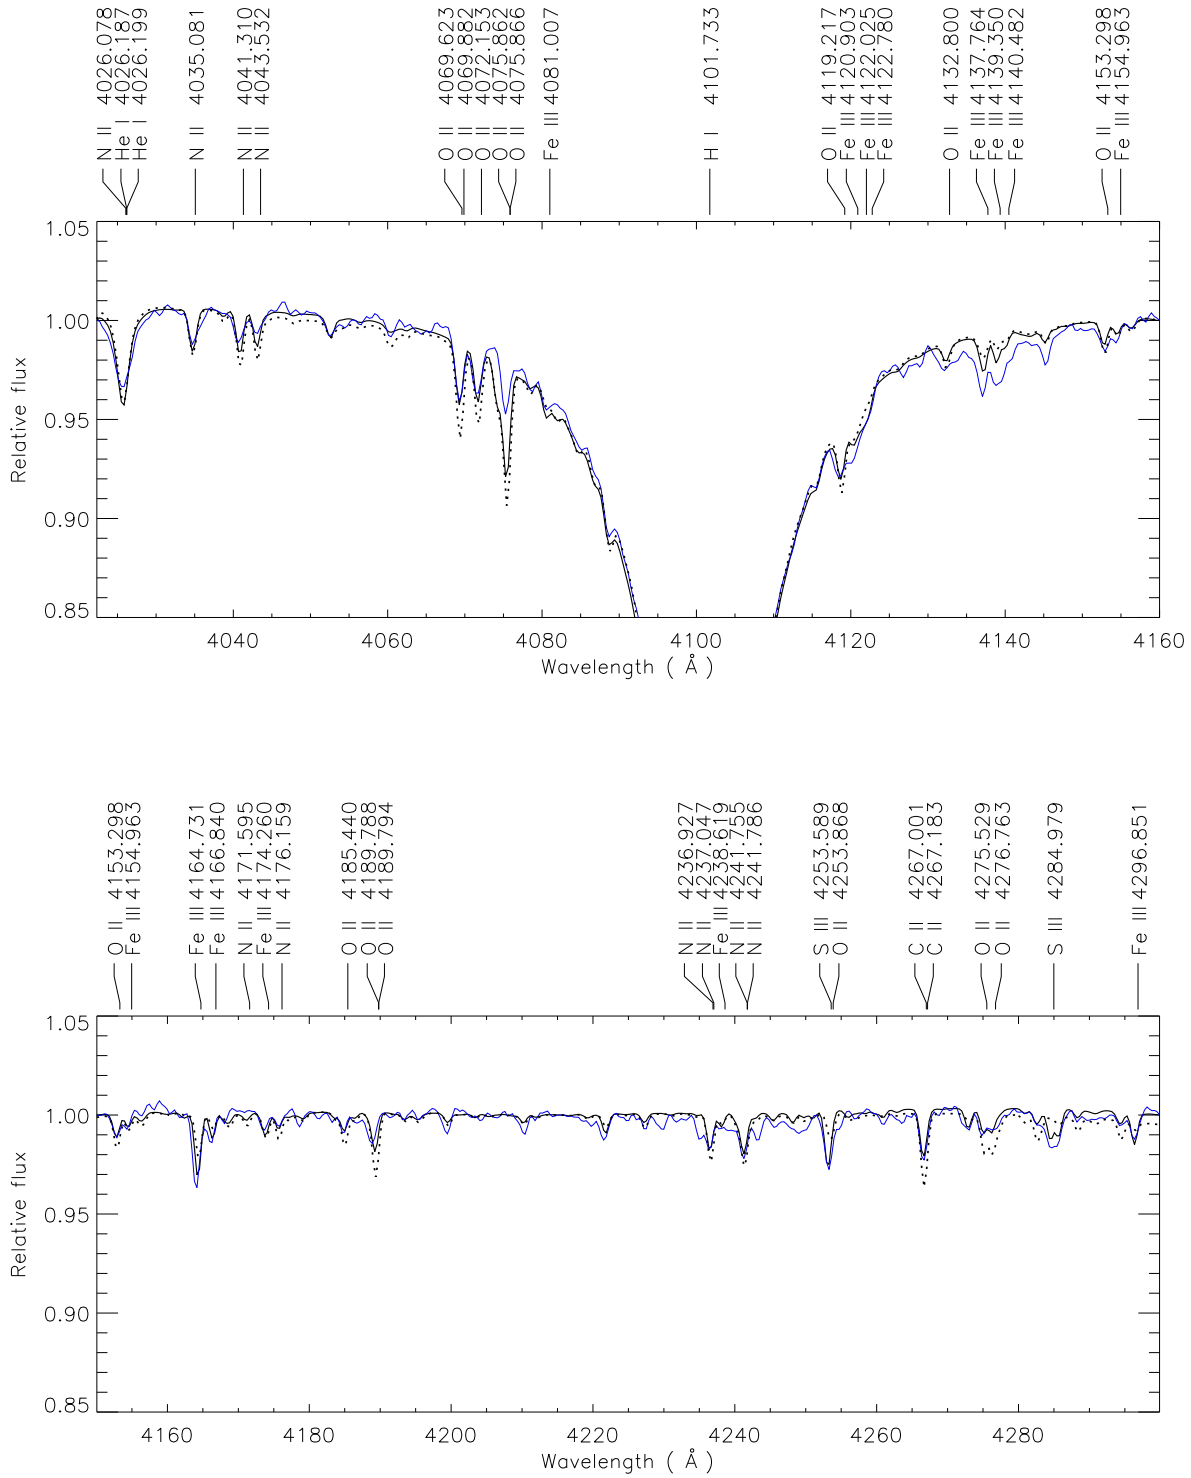 N II 4026.078
He I 4026.187
He I 4026.199
N II 4035.081
N II 4041.310
N II 4043.532
O II 4069.623
O II 4069.882
O II 4072.153
O II 4075.862
O II 4075.866
Fe III 4081.007
H I 4101.733
O II 4119.217
Fe III 4120.903
Fe III 4122.025
Fe III 4122.780
O II 4132.800
Fe III 4137.764
Fe III 4139.350
Fe III 4140.482
O II 4153.298
Fe III 4154.963
1.05
1.00
0.95
0.90
0.85
Relative flux
4040 4060 4080 4100 4120 4140 4160
Wavelength ( Å )
O II 4153.298
Fe III 4154.963
Fe III 4164.731
Fe III 4166.840
N II 4171.595
Fe III 4174.260
N II 4176.159
O II 4185.440
O II 4189.788
O II 4189.794
N II 4236.927
N II 4237.047
Fe III 4238.619
N II 4241.755
N II 4241.786
S III 4253.589
O II 4253.868
C II 4267.001
C II 4267.183
O II 4275.529
O II 4276.763
S III 4284.979
Fe III 4296.851
1.05
1.00
0.95
0.90
0.85
Relative flux
4160 4180 4200 4220 4240 4260 4280
Wavelength ( Å )